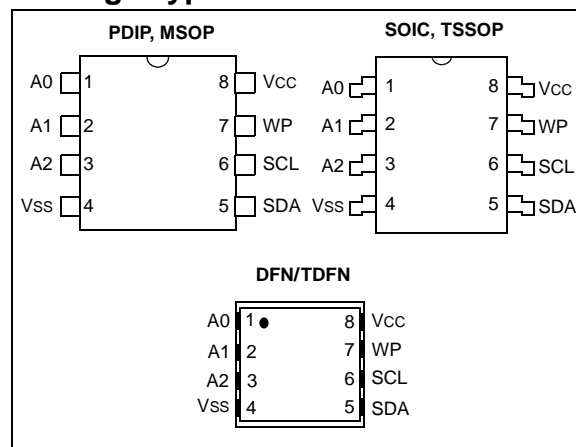 PDIP, MSOP
A0 1 8 VCC
A1 2 7 WP
A2 3 6 SCL
VSS 4 5 SDA
SOIC, TSSOP
A0 1 8 VCC
A1 2 7 WP
A2 3 6 SCL
VSS 4 5 SDA
DFN/TDFN
A0 1 8 VCC
A1 2 7 WP
A2 3 6 SCL
VSS 4 5 SDA